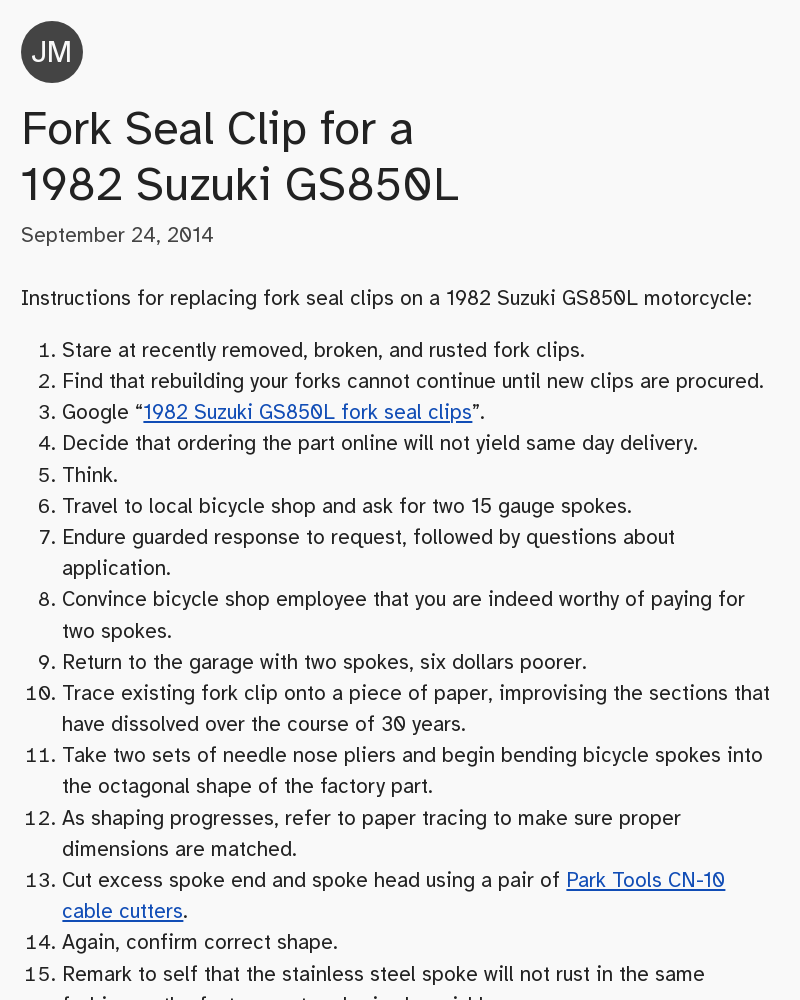 JM
Fork Seal Clip for a
1982 Suzuki GS850L
September 24, 2014
Instructions for replacing fork seal clips on a 1982 Suzuki GS850L motorcycle:
1. Stare at recently removed, broken, and rusted fork clips.
2. Find that rebuilding your forks cannot continue until new clips are procured.
3. Google “1982 Suzuki GS850L fork seal clips”.
4. Decide that ordering the part online will not yield same day delivery.
5. Think.
6. Travel to local bicycle shop and ask for two 15 gauge spokes.
7. Endure guarded response to request, followed by questions about
application.
8. Convince bicycle shop employee that you are indeed worthy of paying for
two spokes.
9. Return to the garage with two spokes, six dollars poorer.
10. Trace existing fork clip onto a piece of paper, improvising the sections that
have dissolved over the course of 30 years.
11. Take two sets of needle nose pliers and begin bending bicycle spokes into
the octagonal shape of the factory part.
12. As shaping progresses, refer to paper tracing to make sure proper
dimensions are matched.
13. Cut excess spoke end and spoke head using a pair of Park Tools CN-10
cable cutters.
14. Again, confirm correct shape.
15. Remark to self that the stainless steel spoke will not rust in the same